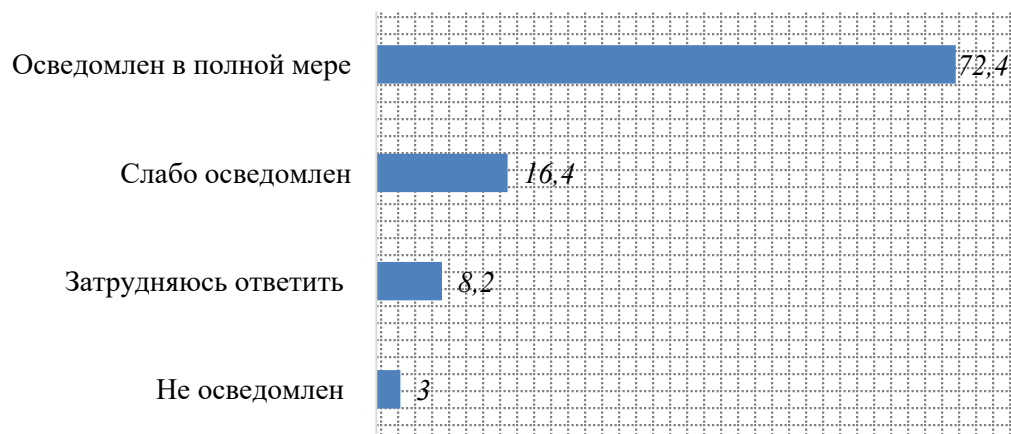 Осведомлен в полной мере 72,4
Слабо осведомлен 16,4
Затрудняюсь ответить 8,2
Не осведомлен 3